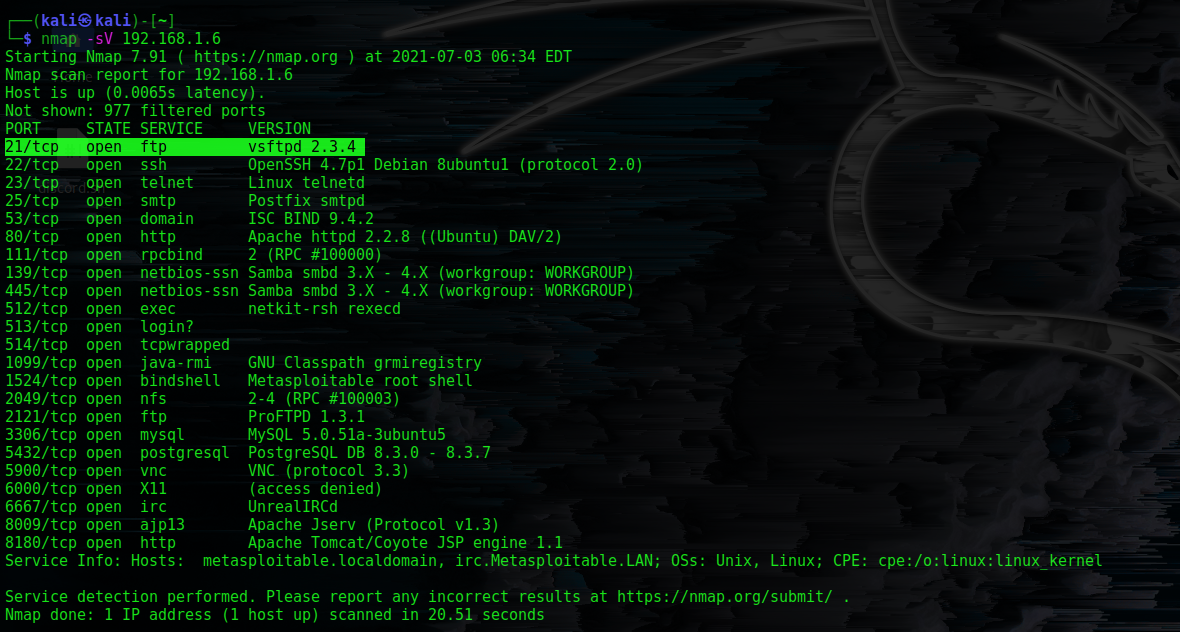 ┌──(kali㉿kali)-[~]
└─$ nmap -sV 192.168.1.6
Starting Nmap 7.91 ( https://nmap.org ) at 2021-07-03 06:34 EDT
Nmap scan report for 192.168.1.6
Host is up (0.0065s latency).
Not shown: 977 filtered ports
PORT     STATE SERVICE     VERSION
21/tcp   open  ftp         vsftpd 2.3.4
22/tcp   open  ssh         OpenSSH 4.7p1 Debian 8ubuntu1 (protocol 2.0)
23/tcp   open  telnet      Linux telnetd
25/tcp   open  smtp        Postfix smtpd
53/tcp   open  domain      ISC BIND 9.4.2
80/tcp   open  http        Apache httpd 2.2.8 ((Ubuntu) DAV/2)
111/tcp  open  rpcbind     2 (RPC #100000)
139/tcp  open  netbios-ssn Samba smbd 3.X - 4.X (workgroup: WORKGROUP)
445/tcp  open  netbios-ssn Samba smbd 3.X - 4.X (workgroup: WORKGROUP)
512/tcp  open  exec        netkit-rsh rexecd
513/tcp  open  login?
514/tcp  open  tcpwrapped
1099/tcp open  java-rmi    GNU Classpath grmiregistry
1524/tcp open  bindshell   Metasploitable root shell
2049/tcp open  nfs         2-4 (RPC #100003)
2121/tcp open  ftp         ProFTPD 1.3.1
3306/tcp open  mysql       MySQL 5.0.51a-3ubuntu5
5432/tcp open  postgresql  PostgreSQL DB 8.3.0 - 8.3.7
5900/tcp open  vnc         VNC (protocol 3.3)
6000/tcp open  X11         (access denied)
6667/tcp open  irc         UnrealIRCd
8009/tcp open  ajp13       Apache Jserv (Protocol v1.3)
8180/tcp open  http        Apache Tomcat/Coyote JSP engine 1.1
Service Info: Hosts:  metasploitable.localdomain, irc.Metasploitable.LAN; OSs: Unix, Linux; CPE: cpe:/o:linux:linux_kernel

Service detection performed. Please report any incorrect results at https://nmap.org/submit/ .
Nmap done: 1 IP address (1 host up) scanned in 20.51 seconds